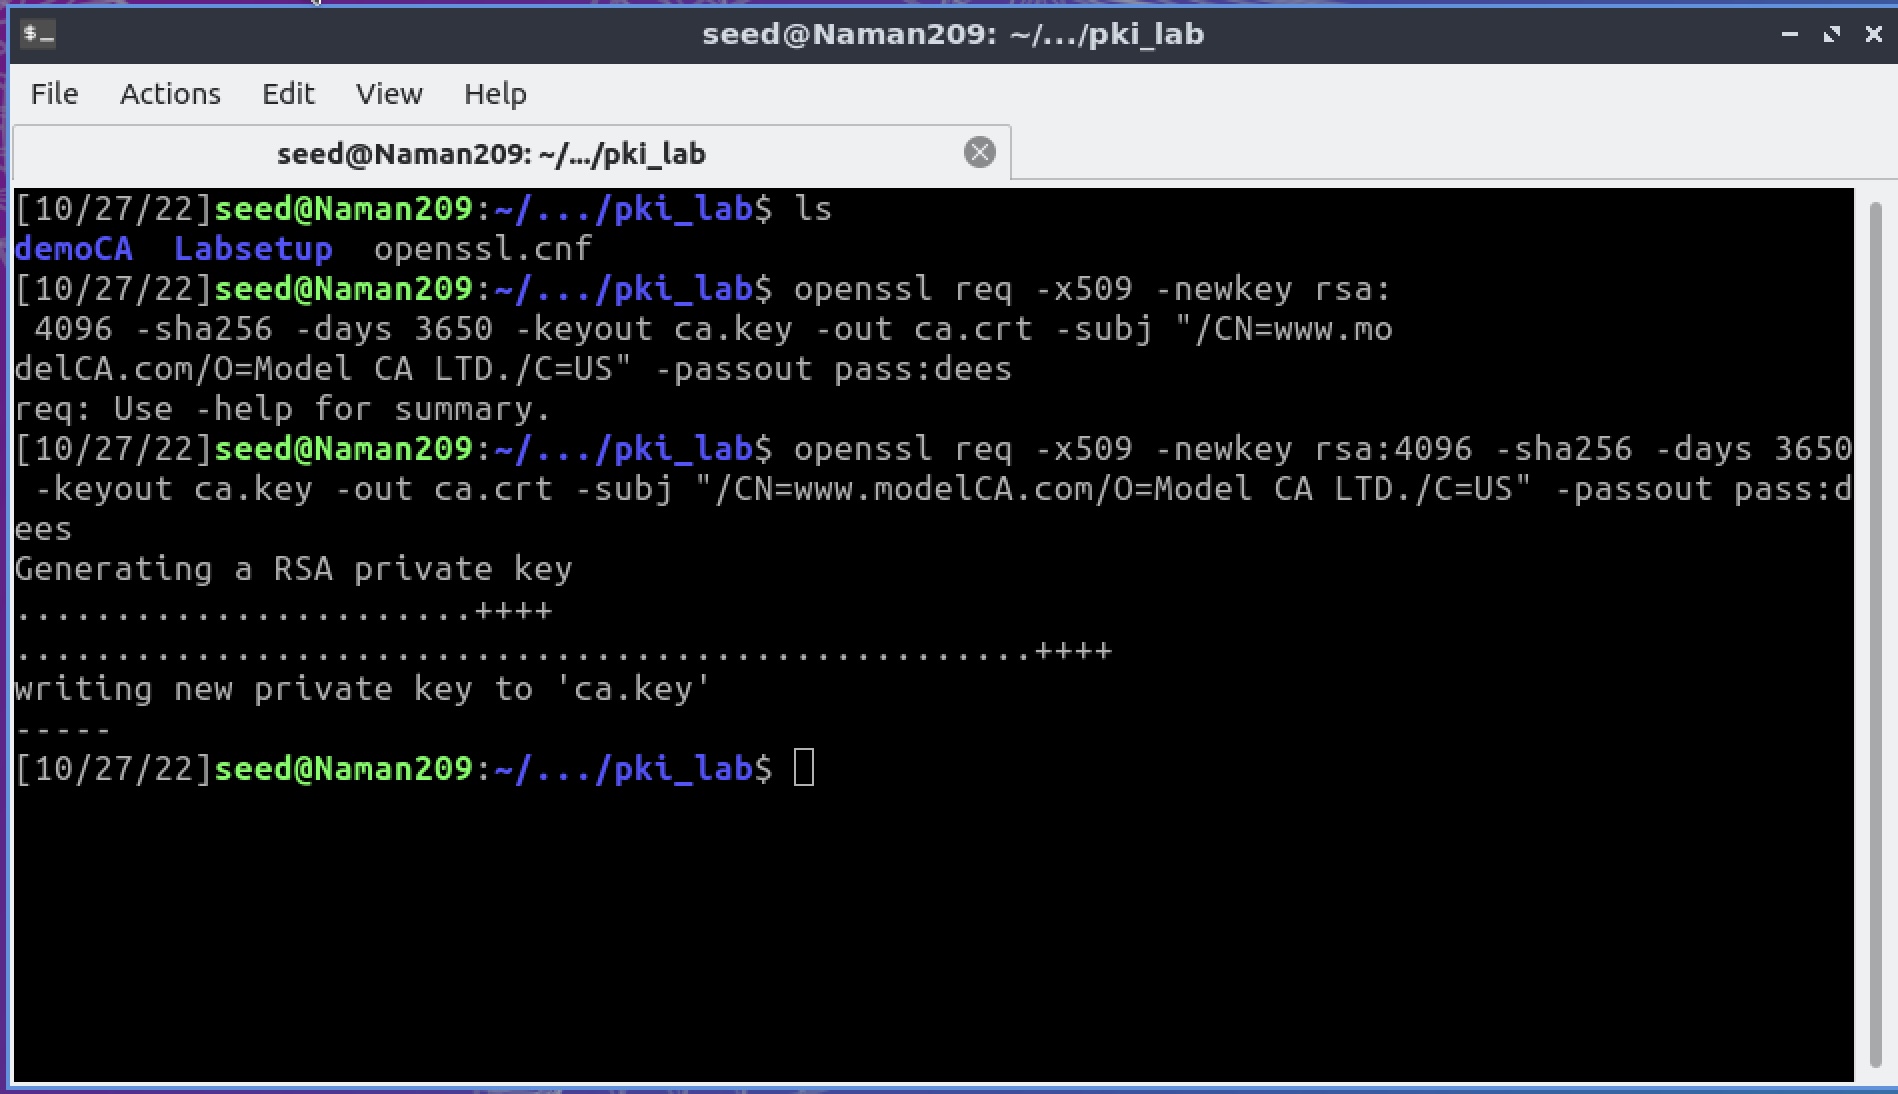 seed@Naman209: ~/.../pki_lab
File Actions Edit View Help
seed@Naman209: ~/.../pki_lab
[10/27/22]seed@Naman209:~/.../pki_lab$ ls
demoCA  Labsetup  openssl.cnf
[10/27/22]seed@Naman209:~/.../pki_lab$ openssl req -x509 -newkey rsa:
 4096 -sha256 -days 3650 -keyout ca.key -out ca.crt -subj "/CN=www.mo
delCA.com/O=Model CA LTD./C=US" -passout pass:dees
req: Use -help for summary.
[10/27/22]seed@Naman209:~/.../pki_lab$ openssl req -x509 -newkey rsa:4096 -sha256 -days 3650
 -keyout ca.key -out ca.crt -subj "/CN=www.modelCA.com/O=Model CA LTD./C=US" -passout pass:d
ees
Generating a RSA private key
.......................++++
...................................................++++
writing new private key to 'ca.key'
-----
[10/27/22]seed@Naman209:~/.../pki_lab$